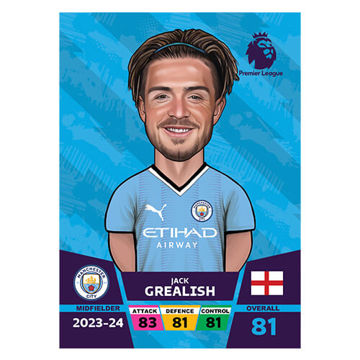 Premier League
PUMA
ETIHAD
AIRWAY
JACK
GREALISH
MANCHESTER
CITY
MIDFIELDER
ATTACK
DEFENCE
CONTROL
OVERALL
2023-24
83
81
81
81